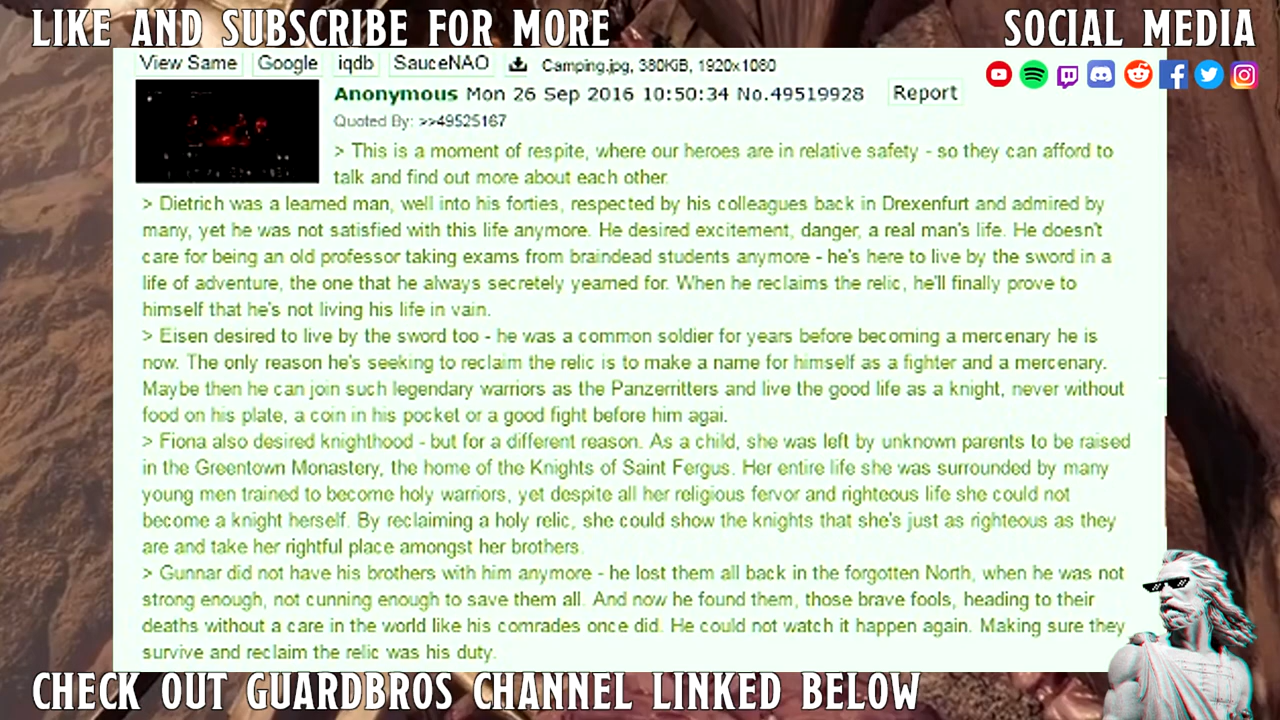 LIKE AND SUBSCRIBE FOR MORE
SOCIAL MEDIA
View Same Google iqdb SauceNAO Camping.jpg, 380KiB, 1920x1080
Anonymous Mon 26 Sep 2016 10:50:34 No.49519928 Report
Quoted By: >>49525167
> This is a moment of respite, where our heroes are in relative safety - so they can afford to
talk and find out more about each other.
> Dietrich was a learned man, well into his forties, respected by his colleagues back in Drexenfurt and admired by
many, yet he was not satisfied with this life anymore. He desired excitement, danger, a real man's life. He doesn't
care for being an old professor taking exams from braindead students anymore - he's here to live by the sword in a
life of adventure, the one that he always secretely yearned for. When he reclaims the relic, he'll finally prove to
himself that he's not living his life in vain.
> Eisen desired to live by the sword too - he was a common soldier for years before becoming a mercenary he is
now. The only reason he's seeking to reclaim the relic is to make a name for himself as a fighter and a mercenary.
Maybe then he can join such legendary warriors as the Panzerritters and live the good life as a knight, never without
food on his plate, a coin in his pocket or a good fight before him agai.
> Fiona also desired knighthood - but for a different reason. As a child, she was left by unknown parents to be raised
in the Greentown Monastery, the home of the Knights of Saint Fergus. Her entire life she was surrounded by many
young men trained to become holy warriors, yet despite all her religious fervor and righteous life she could not
become a knight herself. By reclaiming a holy relic, she could show the knights that she's just as righteous as they
are and take her rightful place amongst her brothers.
> Gunnar did not have his brothers with him anymore - he lost them all back in the forgotten North, when he was not
strong enough, not cunning enough to save them all. And now he found them, those brave fools, heading to their
deaths without a care in the world like his comrades once did. He could not watch it happen again. Making sure they
survive and reclaim the relic was his duty.
CHECK OUT GUARDBROS CHANNEL LINKED BELOW